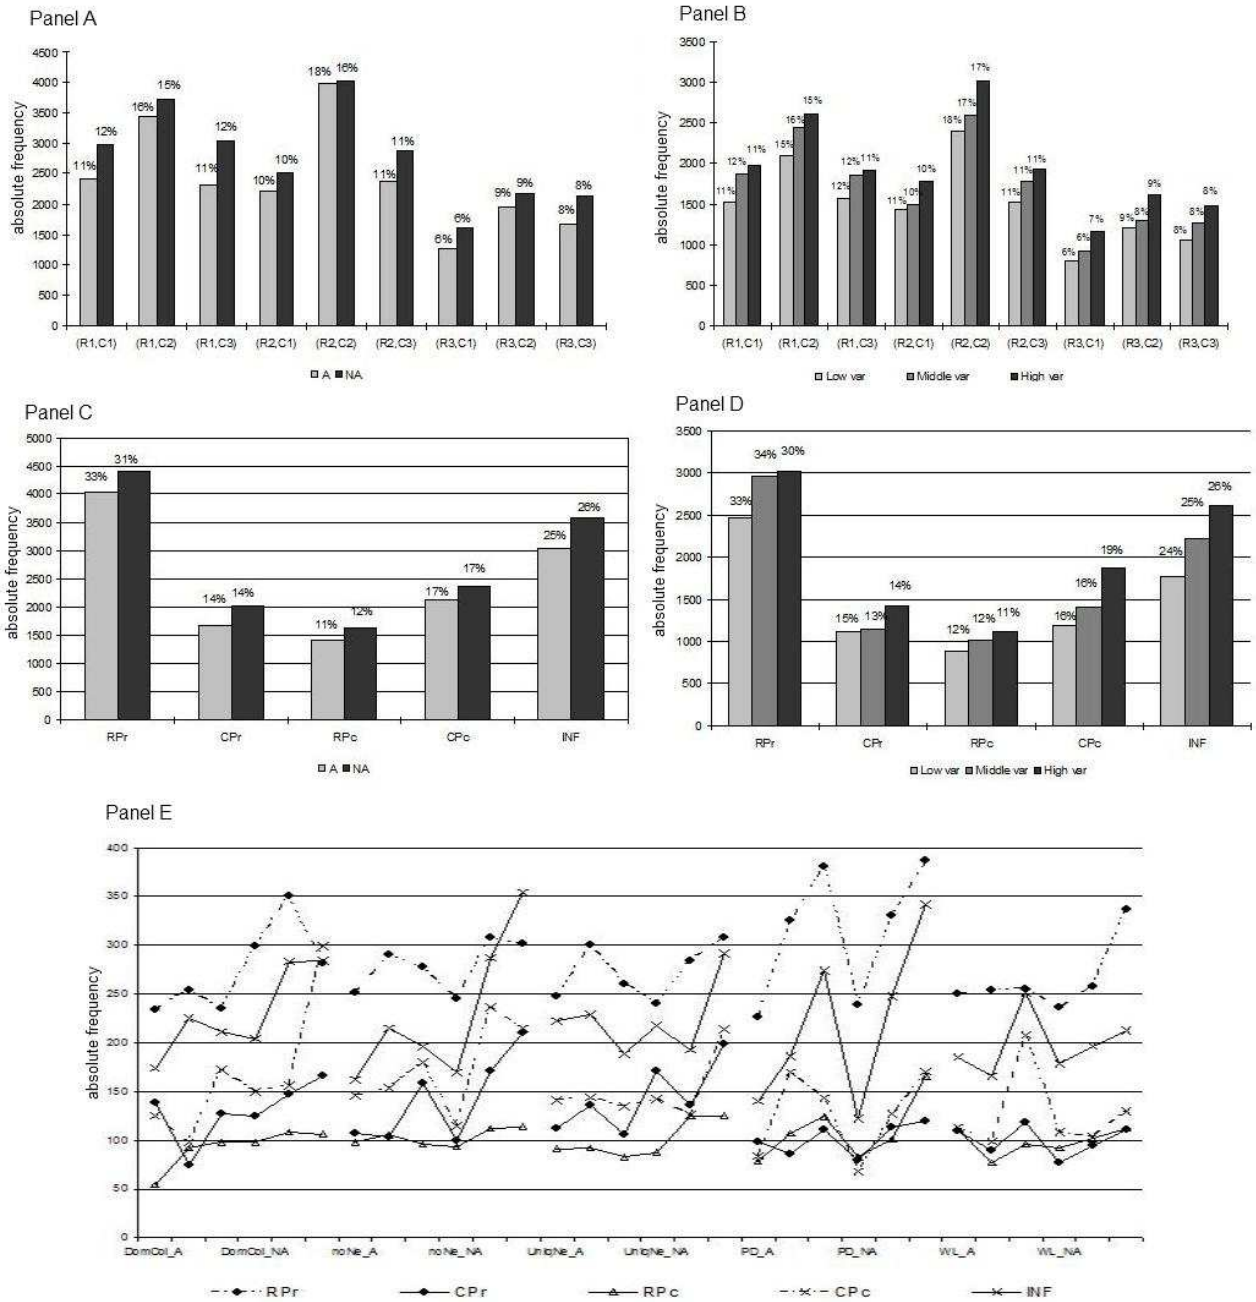 Panel A
absolute frequency
4500
4000
3500
3000
2500
2000
1500
1000
500
0
11% 12% 16% 15% 11% 12% 10% 10% 18% 16% 11% 11% 6% 6% 9% 9% 8% 8%
(R1,C1) (R1,C2) (R1,C3) (R2,C1) (R2,C2) (R2,C3) (R3,C1) (R3,C2) (R3,C3)
A NA
Panel B
absolute frequency
3500
3000
2500
2000
1500
1000
500
0
11% 12% 11% 15% 16% 15% 12% 12% 11% 11% 10% 10% 18% 17% 17% 11% 11% 11% 6% 6% 7% 9% 8% 9% 8% 8% 8%
(R1,C1) (R1,C2) (R1,C3) (R2,C1) (R2,C2) (R2,C3) (R3,C1) (R3,C2) (R3,C3)
Low var Middle var High var
Panel C
absolute frequency
5000
4500
4000
3500
3000
2500
2000
1500
1000
500
0
33% 31% 14% 14% 11% 12% 17% 17% 25% 26%
RPr CPr RPc CPc INF
A NA
Panel D
absolute frequency
3500
3000
2500
2000
1500
1000
500
0
33% 34% 30% 15% 13% 14% 12% 12% 11% 16% 16% 19% 24% 25% 26%
RPr CPr RPc CPc INF
Low var Middle var High var
Panel E
absolute frequency
400
350
300
250
200
150
100
50
0
DomCol_A DomCol_NA noNe_A noNe_NA UniqNe_A UniqNe_NA PD_A PD_NA WL_A WL_NA
RPr CPr RPc CPc INF